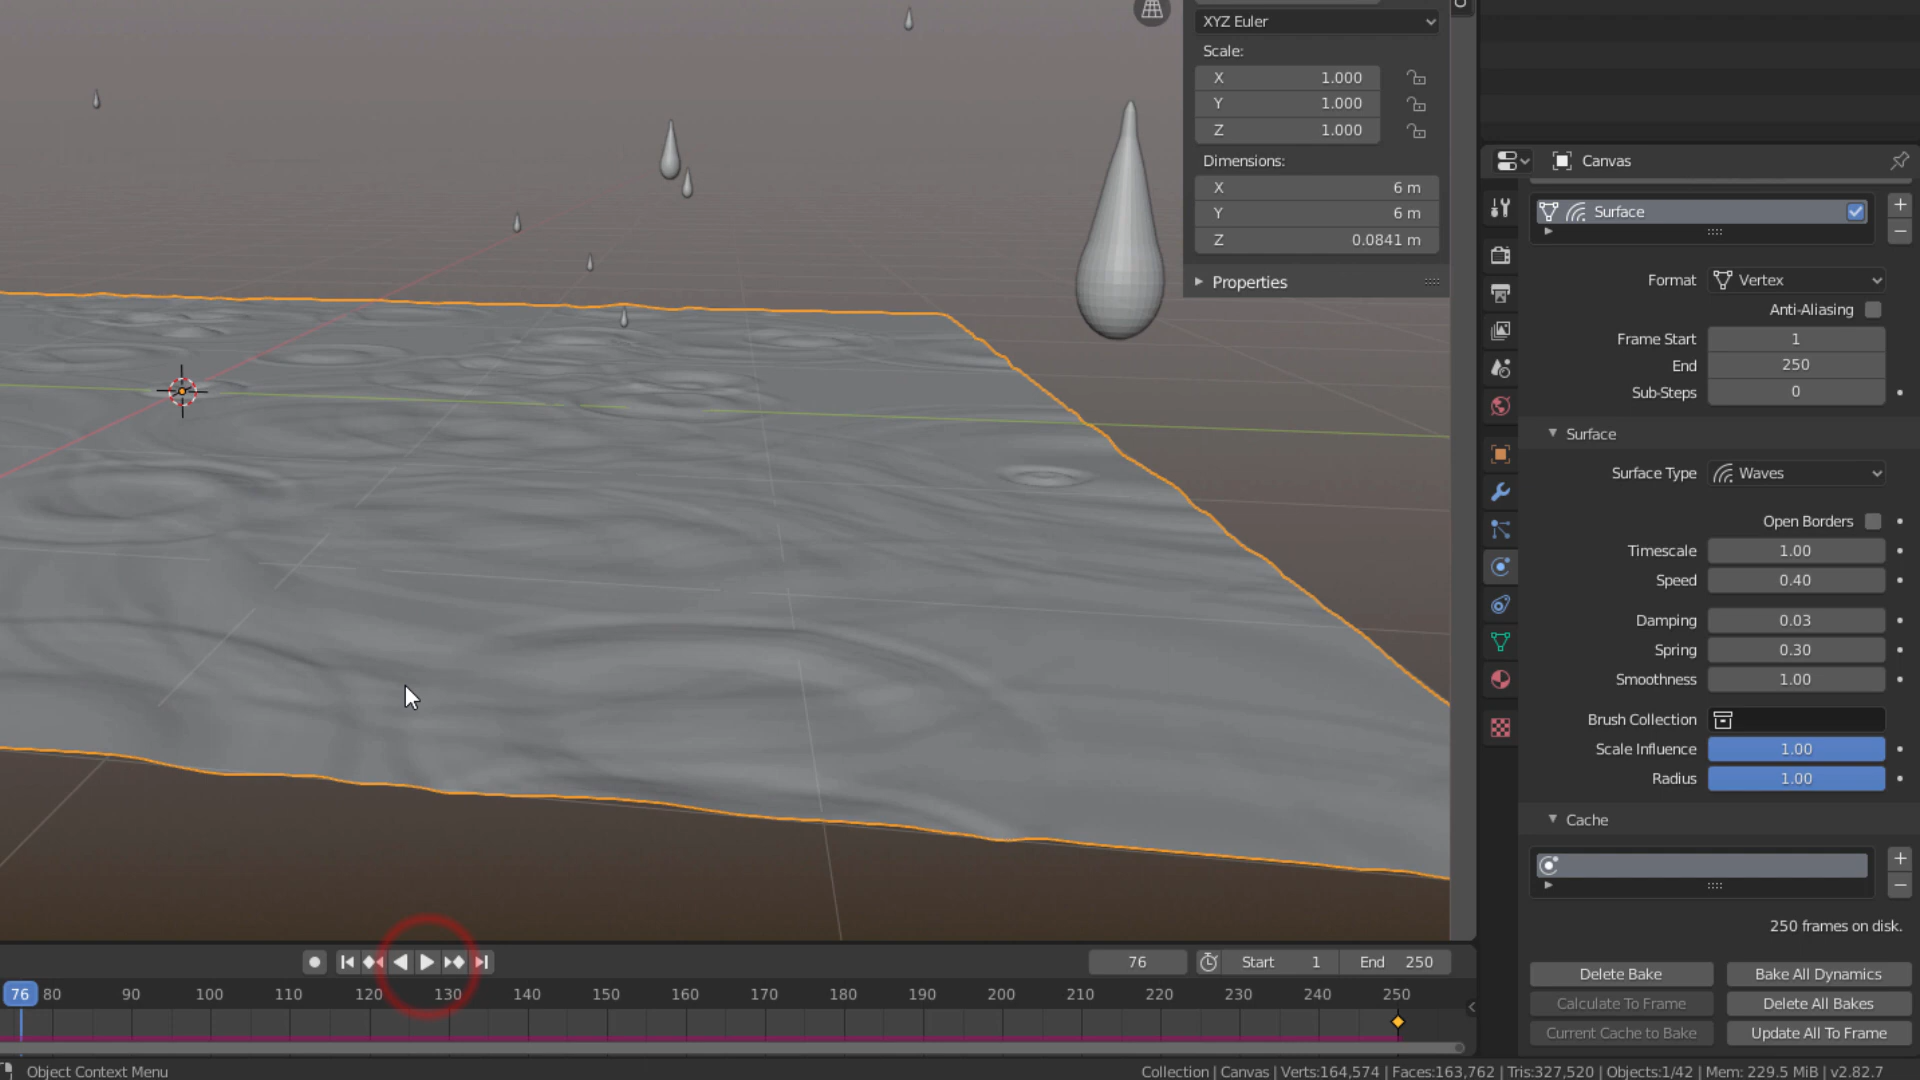 XYZ Euler
Scale:
X 1.000
Y 1.000
Z 1.000
Dimensions:
X 6 m
Y 6 m
Z 0.0841 m
Properties
Canvas
Surface
Format Vertex
Anti-Aliasing
Frame Start 1
End 250
Sub-Steps 0
Surface
Surface Type Waves
Open Borders
Timescale 1.00
Speed 0.40
Damping 0.03
Spring 0.30
Smoothness 1.00
Brush Collection
Scale Influence 1.00
Radius 1.00
Cache
250 frames on disk.
Delete Bake Bake All Dynamics
Calculate To Frame Delete All Bakes
Current Cache to Bake Update All To Frame
76 Start 1 End 250
76 80 90 100 110 120 130 140 150 160 170 180 190 200 210 220 230 240 250
Object Context Menu
Collection | Canvas | Verts:164,574 | Faces:163,762 | Tris:327,520 | Objects:1/42 | Mem: 229.5 MiB | v2.82.7